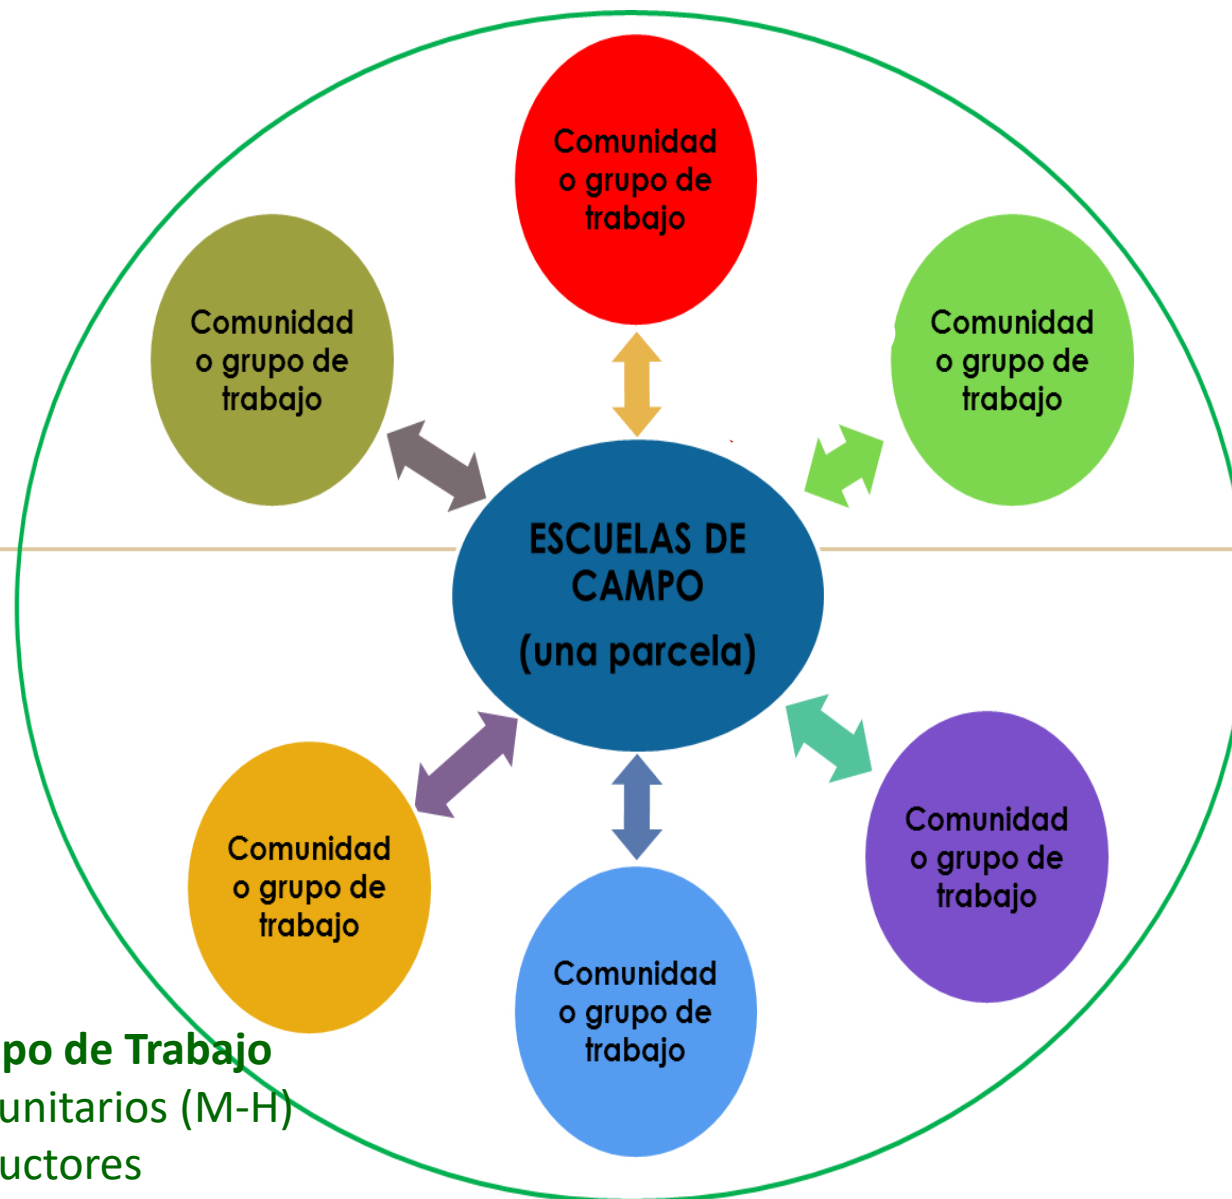 Comunidad
o grupo de
trabajo
Comunidad
o grupo de
trabajo
Comunidad
o grupo de
trabajo
ESCUELAS DE
CAMPO
(una parcela)
Comunidad
o grupo de
trabajo
Comunidad
o grupo de
trabajo
Comunidad
o grupo de
trabajo
po de Trabajo
unitarios (M-H)
uctores